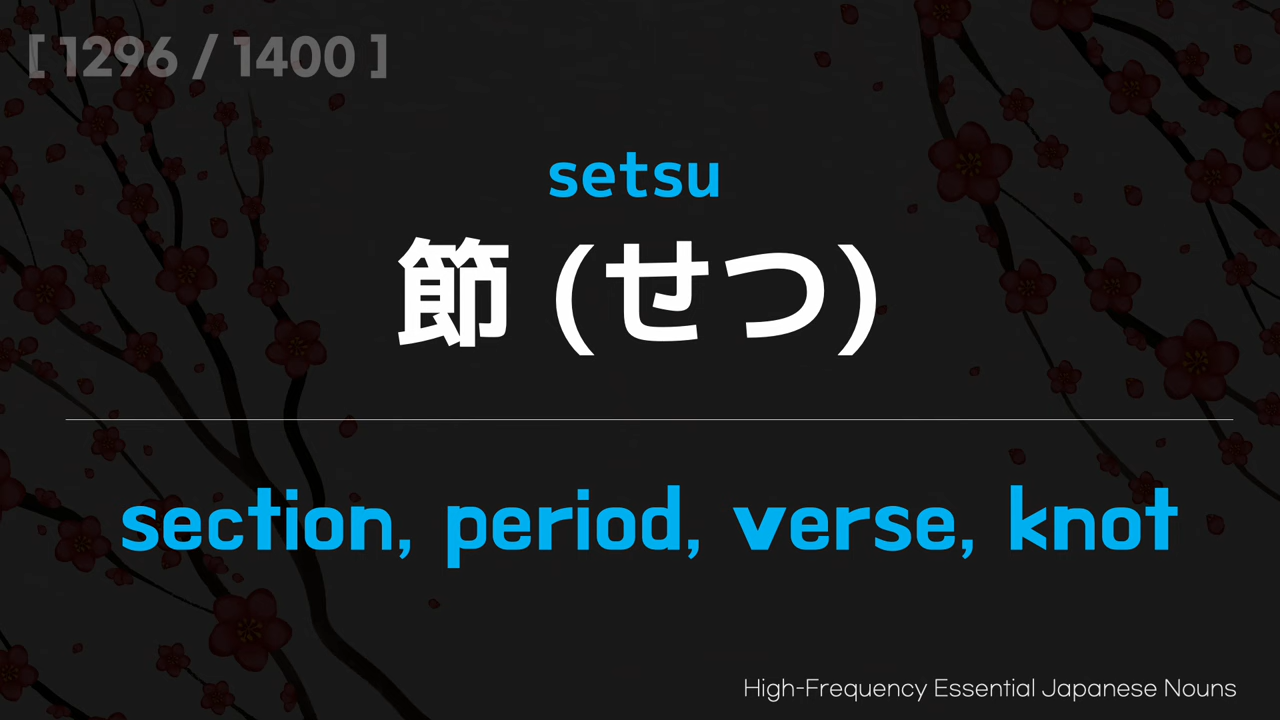 [ 1296 / 1400 ]
setsu
節 (せつ)
section, period, verse, knot
High-Frequency Essential Japanese Nouns